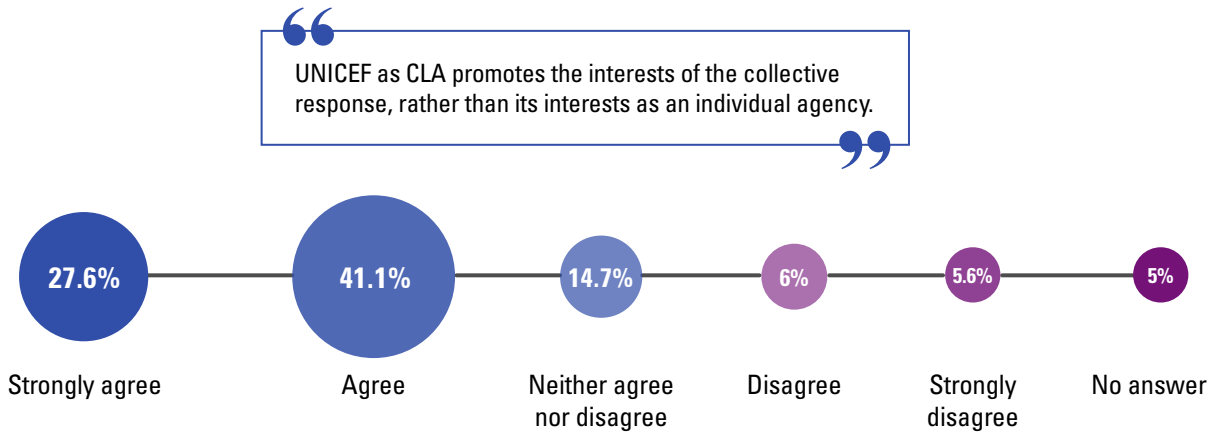 “
UNICEF as CLA promotes the interests of the collective
response, rather than its interests as an individual agency.
”
27.6%
41.1%
14.7%
6%
5.6%
5%
Strongly agree
Agree
Neither agree
nor disagree
Disagree
Strongly
disagree
No answer